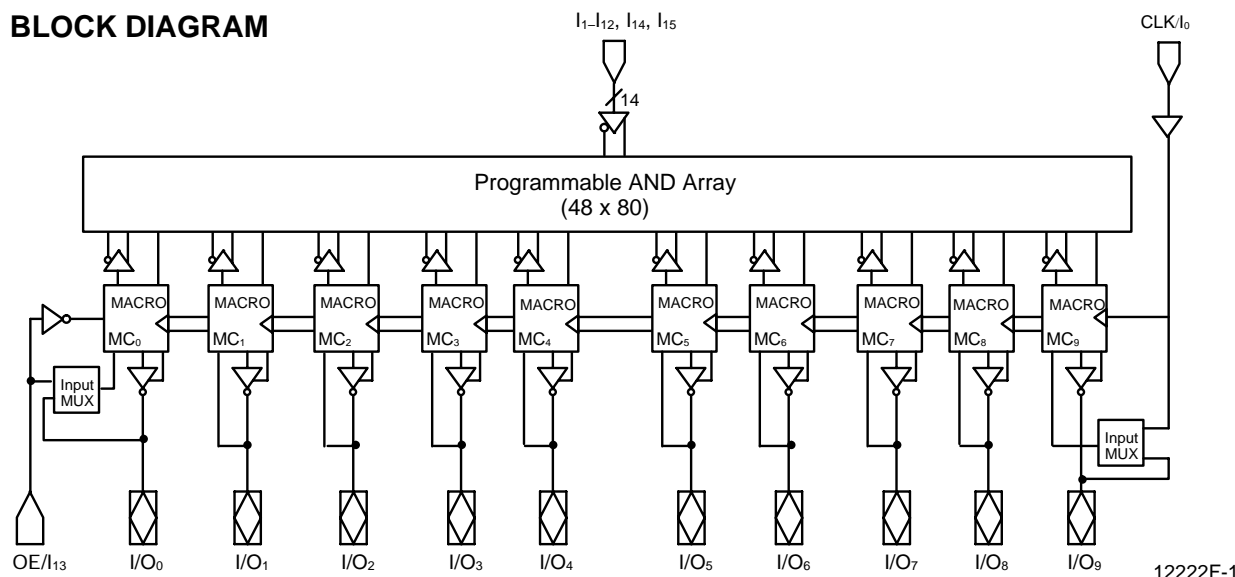 BLOCK DIAGRAM
I₁–I₁₂, I₁₄, I₁₅
CLK/I₀
14
Programmable AND Array
(48 x 80)
MACRO MACRO MACRO MACRO MACRO MACRO MACRO MACRO MACRO MACRO
MC₀ MC₁ MC₂ MC₃ MC₄ MC₅ MC₆ MC₇ MC₈ MC₉
Input
MUX
Input
MUX
OE/I₁₃ I/O₀ I/O₁ I/O₂ I/O₃ I/O₄ I/O₅ I/O₆ I/O₇ I/O₈ I/O₉
12222F-1